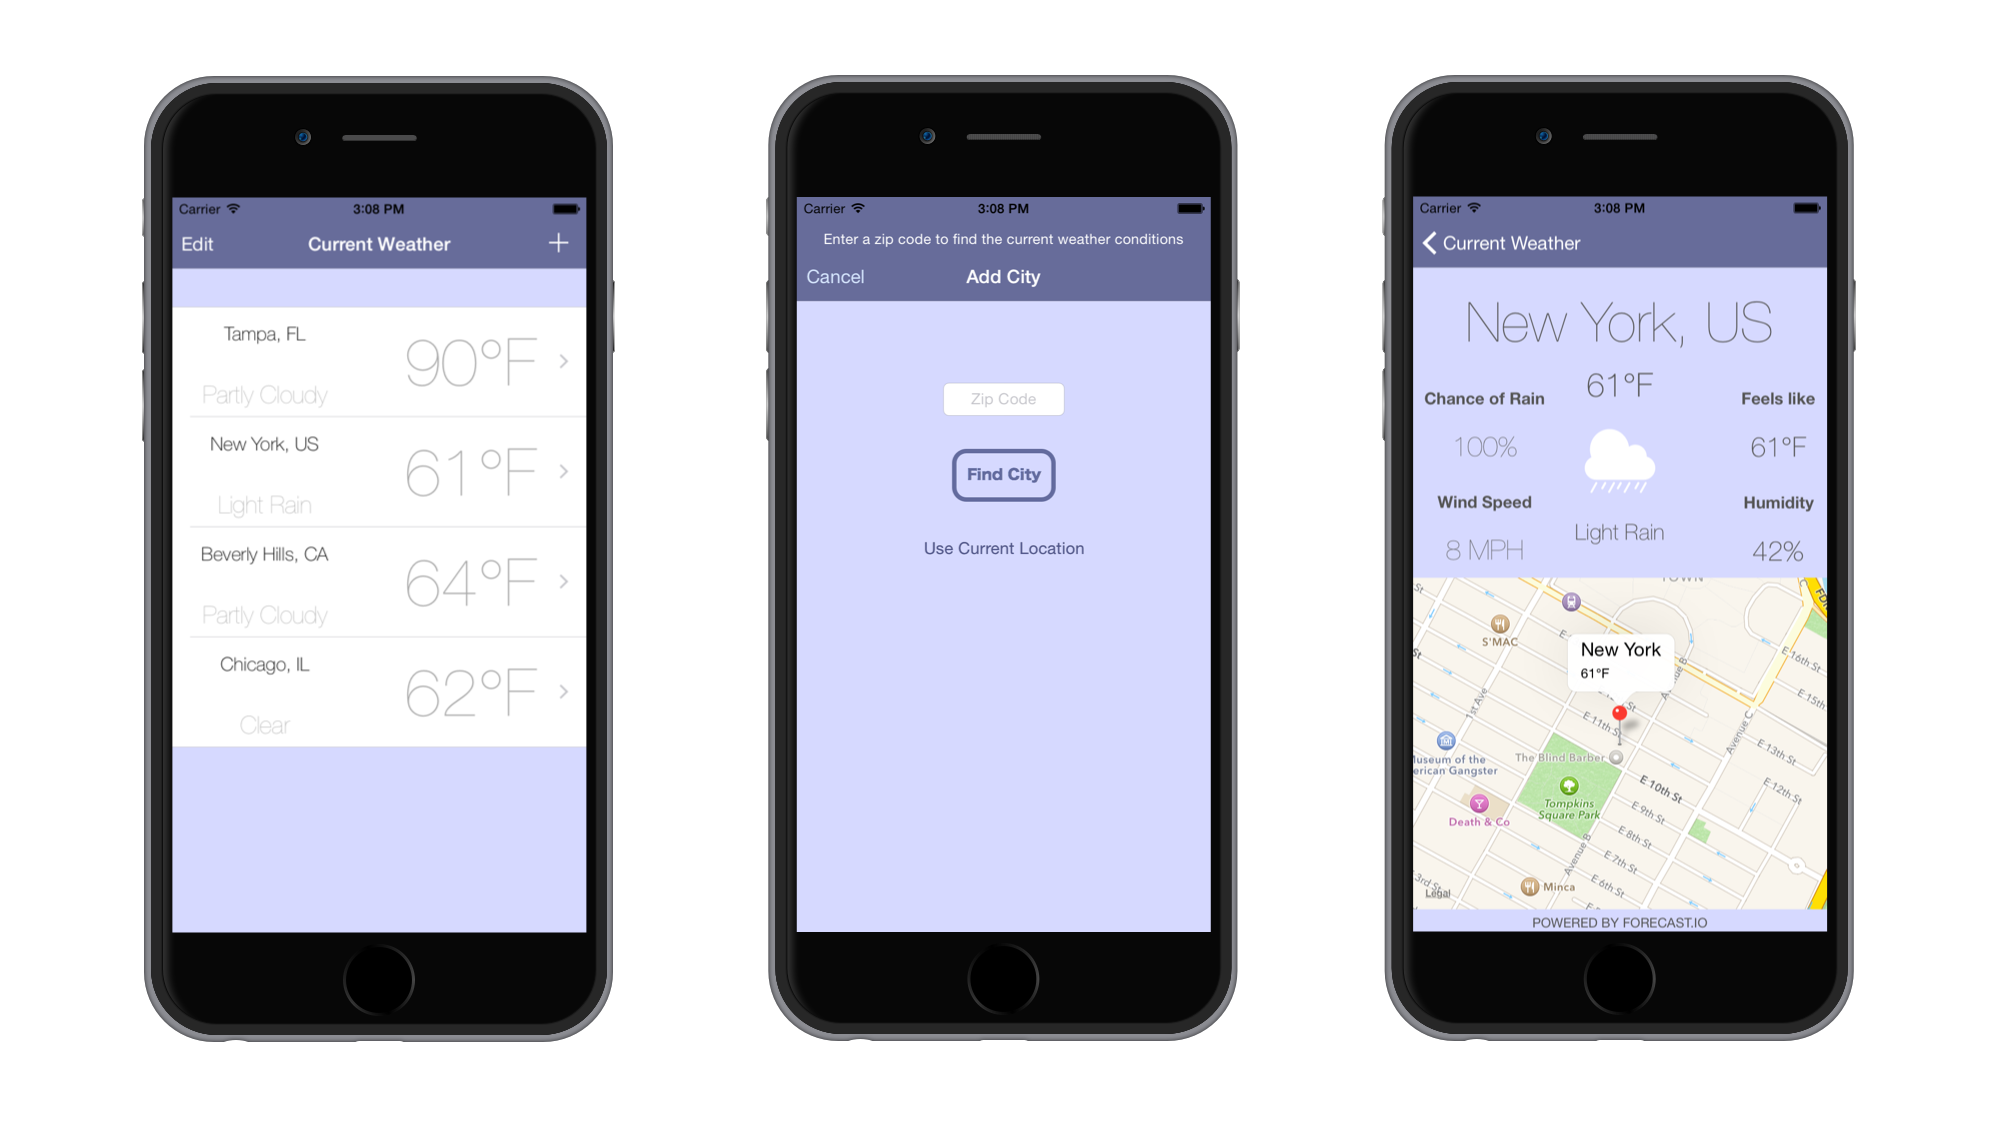 Carrier 3:08 PM
Edit Current Weather +
Tampa, FL
90°F
Partly Cloudy
New York, US
61°F
Light Rain
Beverly Hills, CA
64°F
Partly Cloudy
Chicago, IL
62°F
Clear
Carrier 3:08 PM
Enter a zip code to find the current weather conditions
Cancel Add City
Zip Code
Find City
Use Current Location
Carrier 3:08 PM
Current Weather
New York, US
61°F
Chance of Rain
Feels like
100%
61°F
Wind Speed
Humidity
Light Rain
8 MPH
42%
S'MAC
New York
61°F
E 16th St
E 15th St
1st Ave
E 11th St
Avenue C
E 13th St
The Blind Barber
E 12th St
E 10th St
Tompkins
Square Park
Death & Co
E 9th St
E 8th St
Avenue B
E 7th St
E 6th St
Minca
Legal
POWERED BY FORECAST.IO